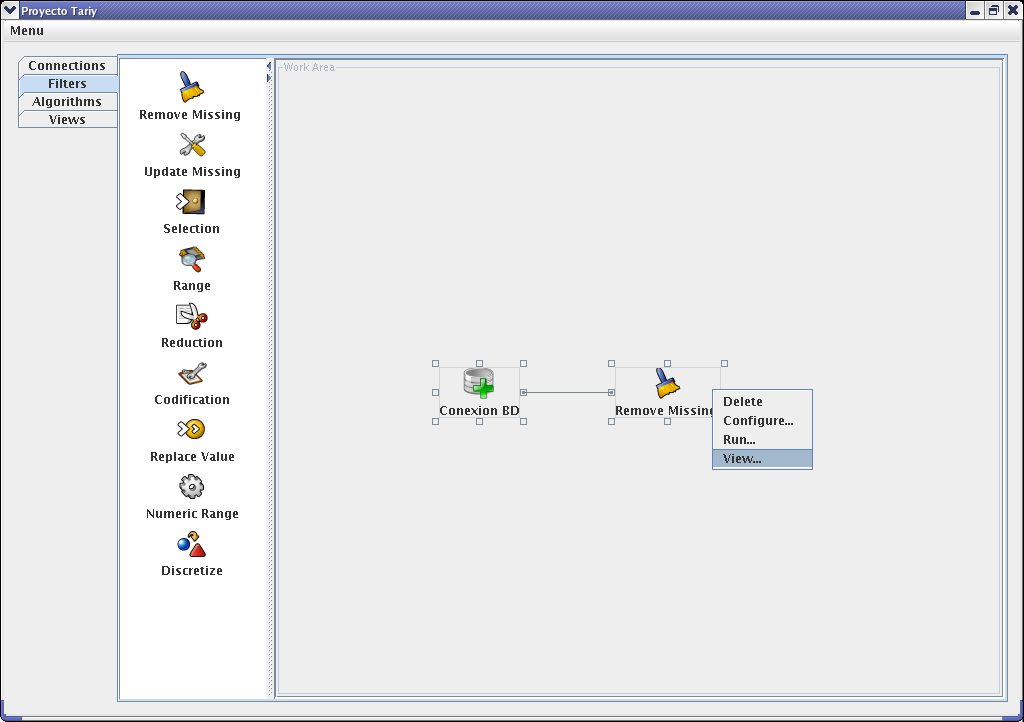 Proyecto Tariy
Menu
Connections
Filters
Algorithms
Views
Remove Missing
Update Missing
Selection
Range
Reduction
Codification
Replace Value
Numeric Range
Discretize
Work Area
Conexion BD
Remove Missing
Delete
Configure...
Run...
View...